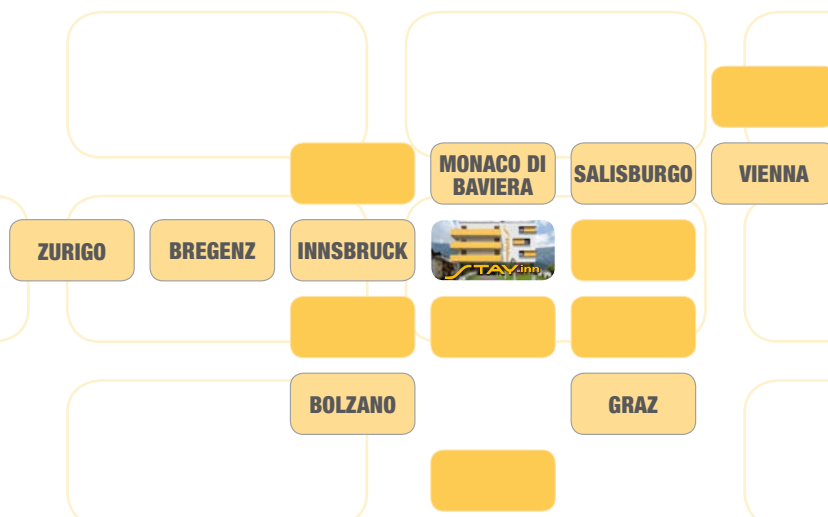 MONACO DI
BAVIERA
SALISBURGO
VIENNA
ZURIGO
BREGENZ
INNSBRUCK
STAY.inn
BOLZANO
GRAZ